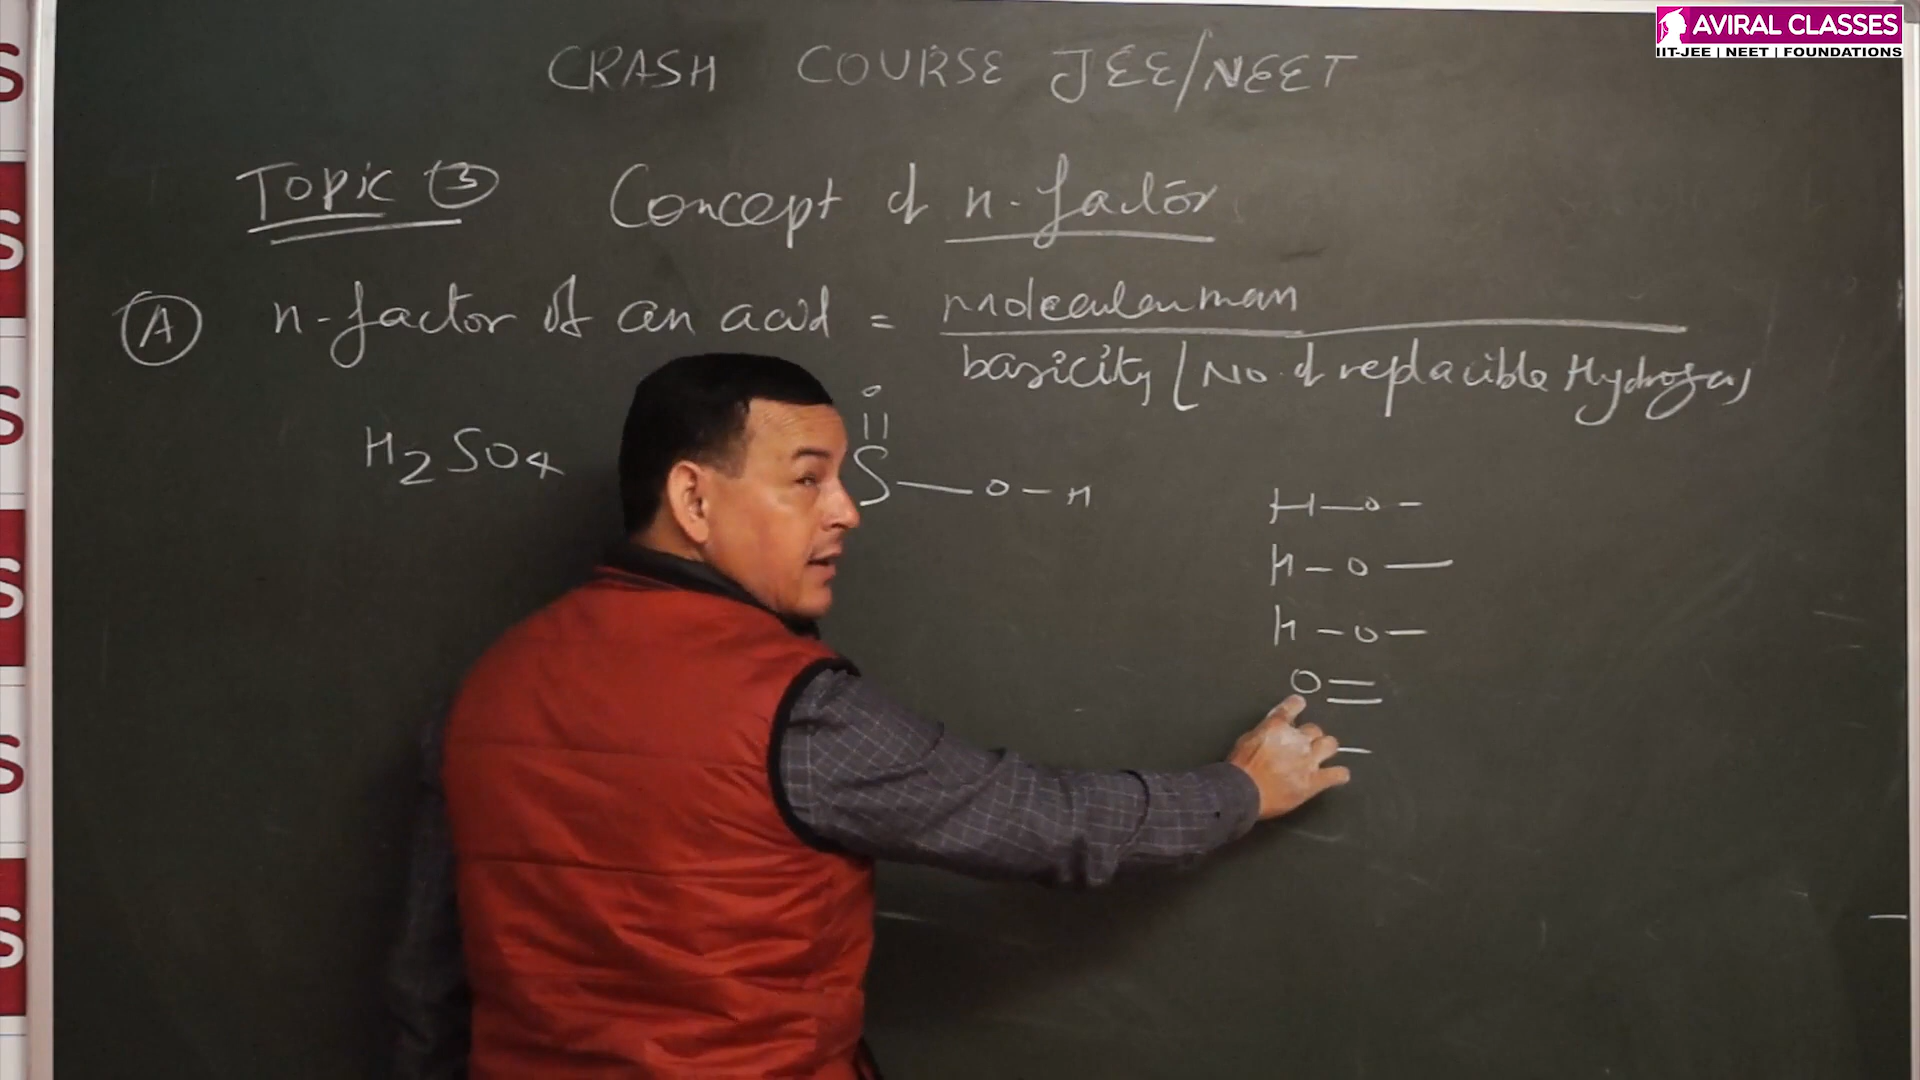 AVIRAL CLASSES
IIT-JEE | NEET | FOUNDATIONS
CRASH COURSE JEE/NEET
Topic ③ Concept of n-factor
Ⓐ n-factor of an acid = molecular mass
basicity (No. of replacible Hydrogen)
H2SO4
O
||
S — O — H
H — O —
H — O —
H — O —
O =
—
S
S
S
S
S
S
S